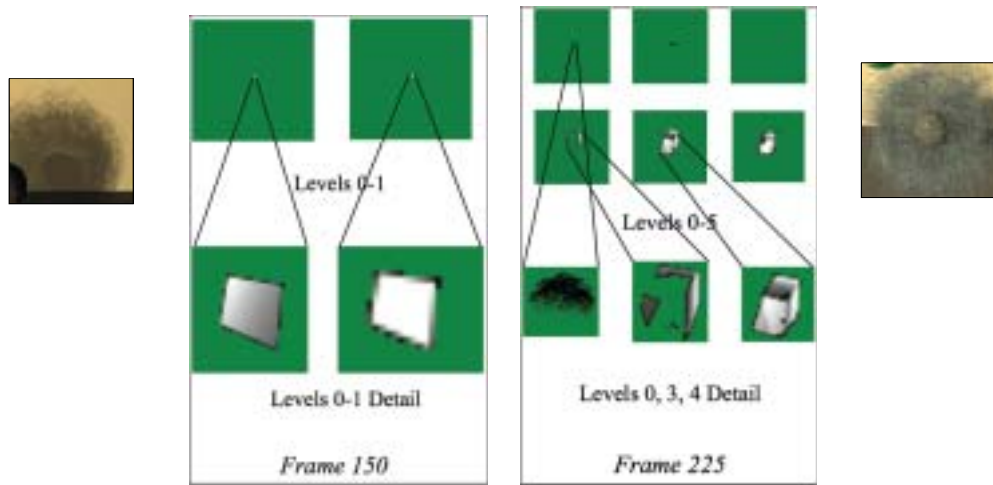 Levels 0-1
Levels 0-1 Detail
Frame 150
Levels 0-5
Levels 0, 3, 4 Detail
Frame 225